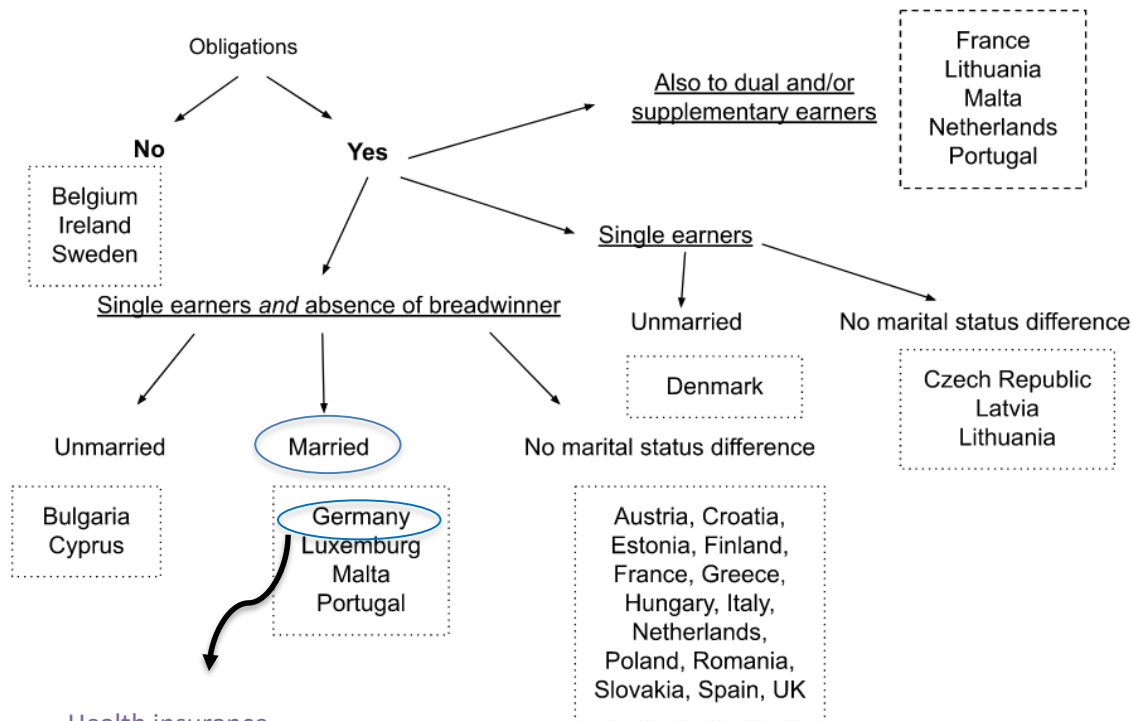 Obligations
No
Belgium
Ireland
Sweden
Yes
Also to dual and/or
supplementary earners
France
Lithuania
Malta
Netherlands
Portugal
Single earners
Unmarried
Denmark
No marital status difference
Czech Republic
Latvia
Lithuania
Single earners and absence of breadwinner
Unmarried
Bulgaria
Cyprus
Married
Germany
Luxemburg
Malta
Portugal
No marital status difference
Austria, Croatia,
Estonia, Finland,
France, Greece,
Hungary, Italy,
Netherlands,
Poland, Romania,
Slovakia, Spain, UK
Health insurance